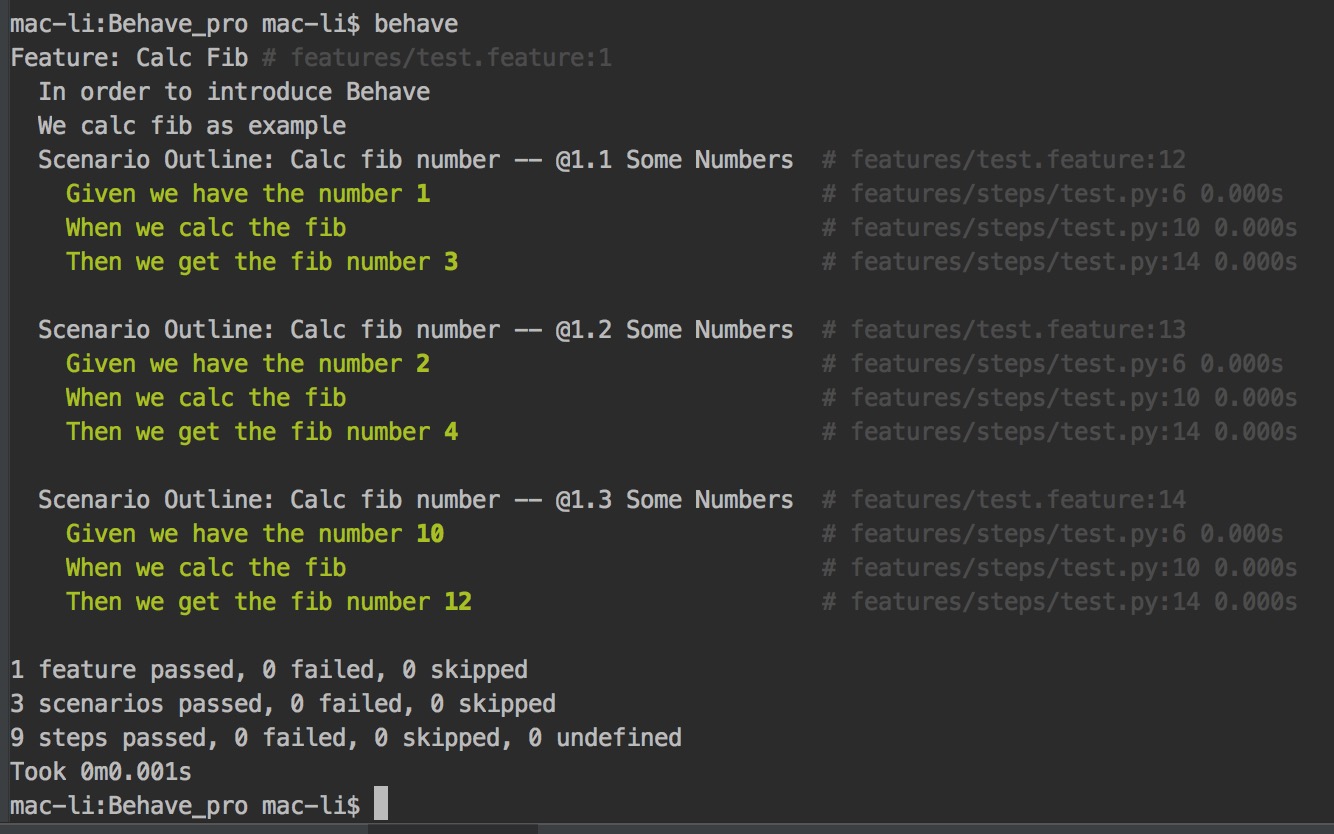 mac-li:Behave_pro mac-li$ behave
Feature: Calc Fib # features/test.feature:1
  In order to introduce Behave
  We calc fib as example
  Scenario Outline: Calc fib number -- @1.1 Some Numbers  # features/test.feature:12
    Given we have the number 1                            # features/steps/test.py:6 0.000s
    When we calc the fib                                  # features/steps/test.py:10 0.000s
    Then we get the fib number 3                          # features/steps/test.py:14 0.000s

  Scenario Outline: Calc fib number -- @1.2 Some Numbers  # features/test.feature:13
    Given we have the number 2                            # features/steps/test.py:6 0.000s
    When we calc the fib                                  # features/steps/test.py:10 0.000s
    Then we get the fib number 4                          # features/steps/test.py:14 0.000s

  Scenario Outline: Calc fib number -- @1.3 Some Numbers  # features/test.feature:14
    Given we have the number 10                           # features/steps/test.py:6 0.000s
    When we calc the fib                                  # features/steps/test.py:10 0.000s
    Then we get the fib number 12                         # features/steps/test.py:14 0.000s

1 feature passed, 0 failed, 0 skipped
3 scenarios passed, 0 failed, 0 skipped
9 steps passed, 0 failed, 0 skipped, 0 undefined
Took 0m0.001s
mac-li:Behave_pro mac-li$